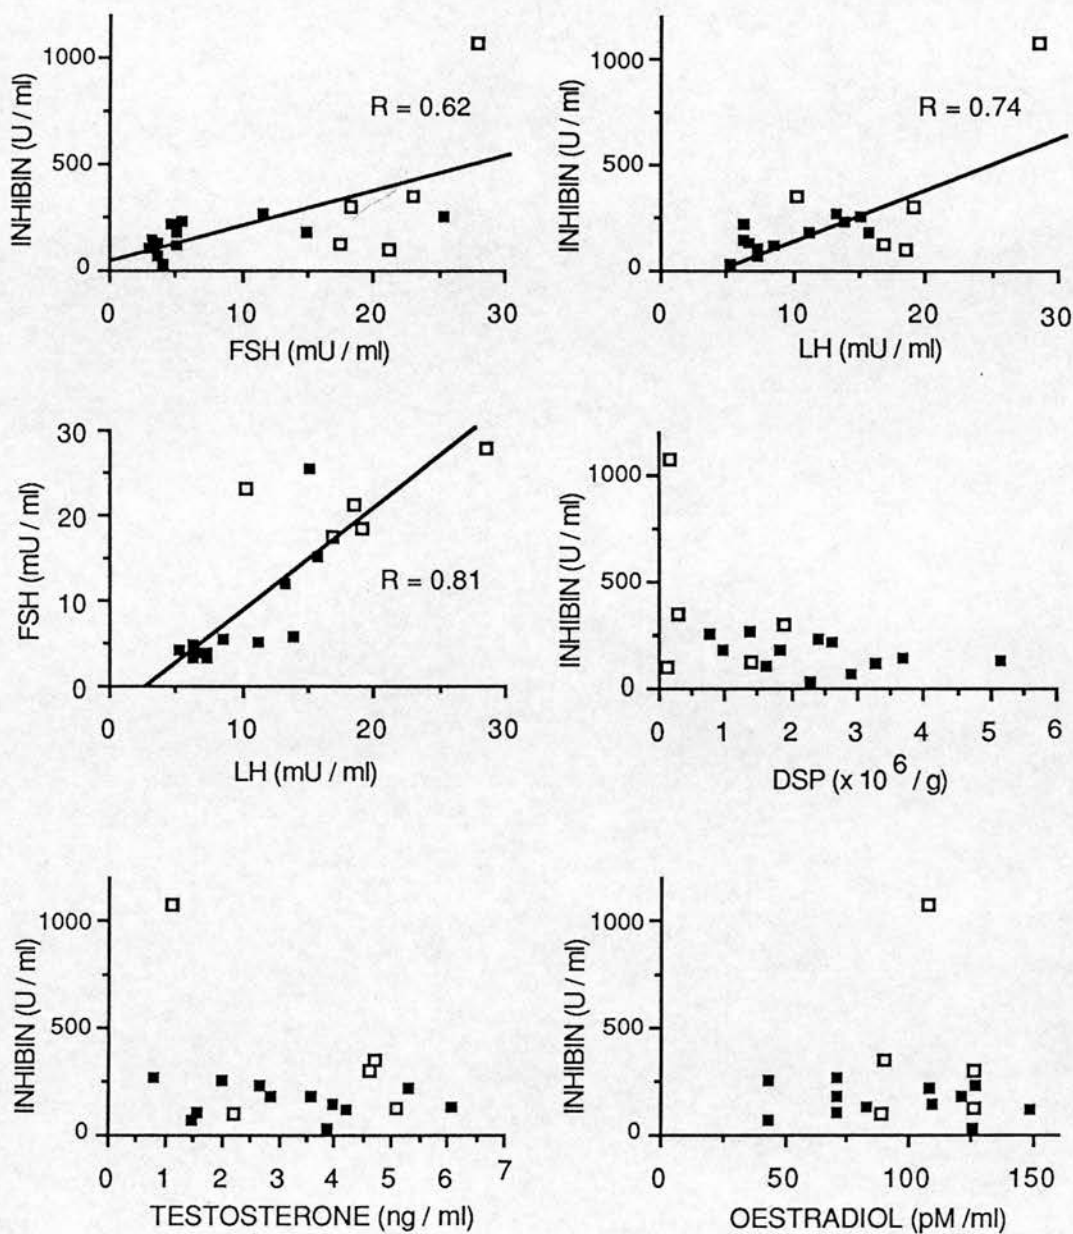 INHIBIN (U / ml)
1000
500
0
R = 0.62
0 10 20 30
FSH (mU / ml)
INHIBIN (U / ml)
1000
500
0
R = 0.74
0 10 20 30
LH (mU / ml)
FSH (mU / ml)
30
20
10
0
R = 0.81
0 10 20 30
LH (mU / ml)
INHIBIN (U / ml)
1000
500
0
0 1 2 3 4 5 6
DSP (x 10 6 / g)
INHIBIN (U / ml)
1000
500
0
0 1 2 3 4 5 6 7
TESTOSTERONE (ng / ml)
INHIBIN (U / ml)
1000
500
0
0 50 100 150
OESTRADIOL (pM /ml)